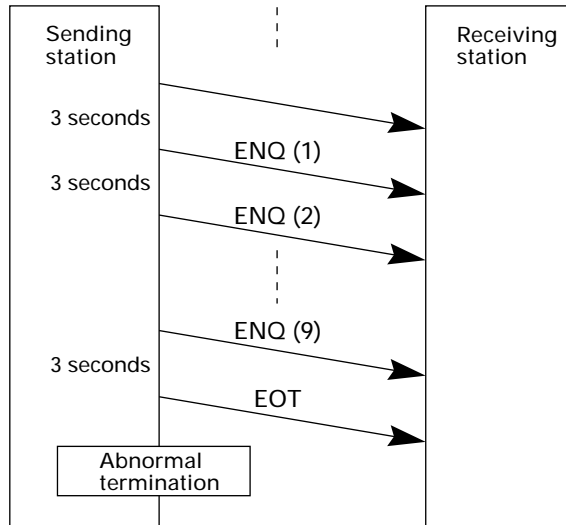 Sending
station
Receiving
station
3 seconds
ENQ (1)
3 seconds
ENQ (2)
ENQ (9)
3 seconds
EOT
Abnormal
termination